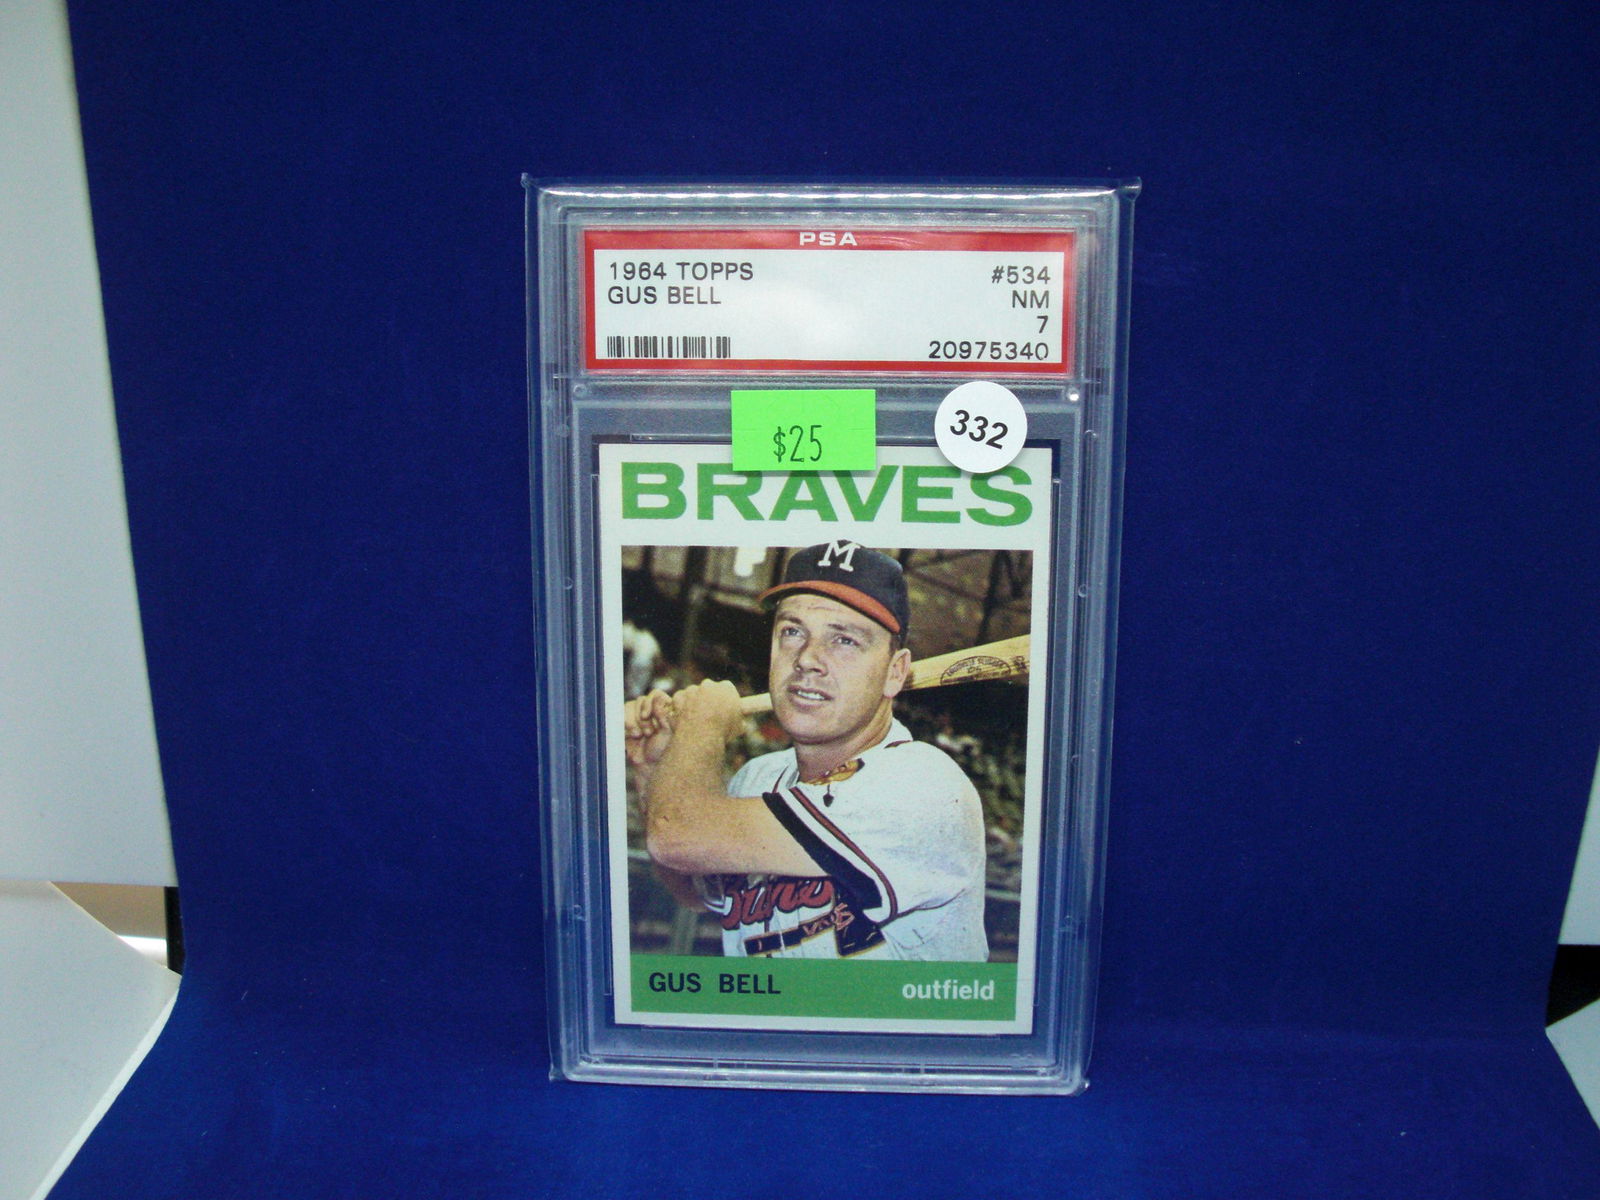 PSA
1964 TOPPS #534
GUS BELL NM
7
20975340
$25
332
BRAVES
M
GUS BELL outfield